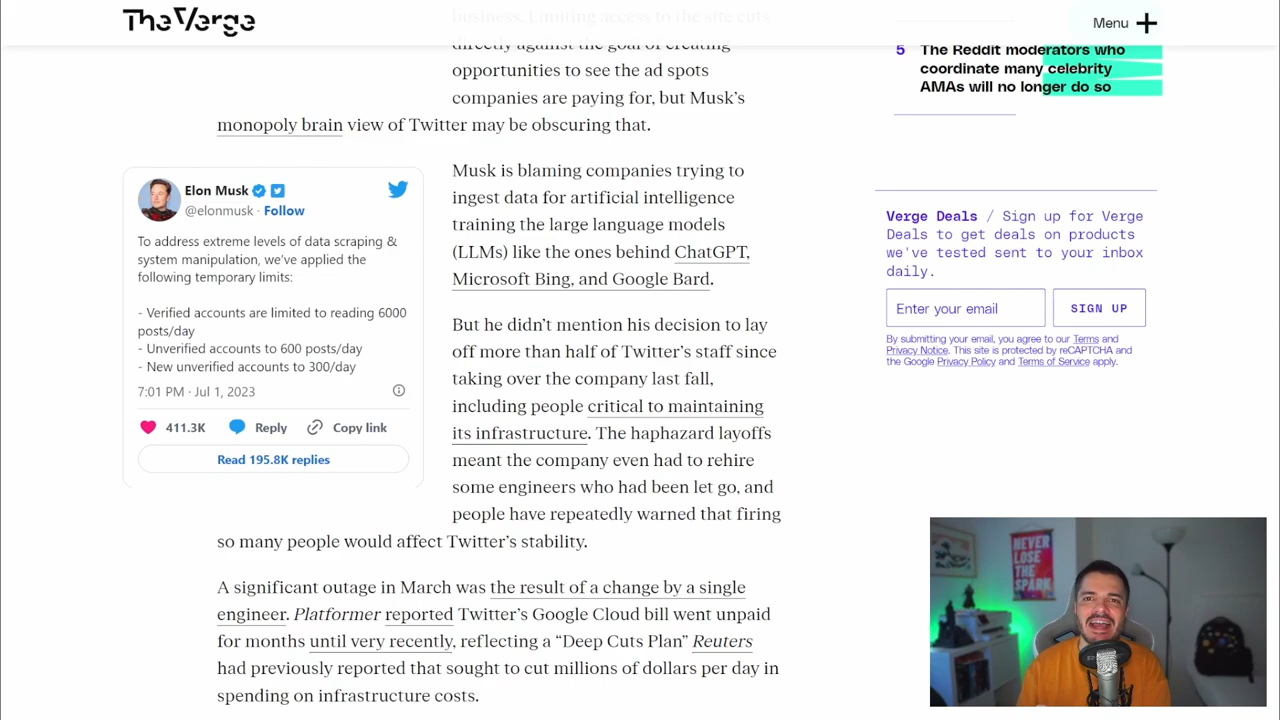 The Verge
Menu
business. Limiting access to the site cuts
directly against the goal of creating
opportunities to see the ad spots
companies are paying for, but Musk's
monopoly brain view of Twitter may be obscuring that.
Elon Musk
@elonmusk · Follow
To address extreme levels of data scraping &
system manipulation, we've applied the
following temporary limits:
- Verified accounts are limited to reading 6000
posts/day
- Unverified accounts to 600 posts/day
- New unverified accounts to 300/day
7:01 PM · Jul 1, 2023
411.3K Reply Copy link
Read 195.8K replies
Musk is blaming companies trying to
ingest data for artificial intelligence
training the large language models
(LLMs) like the ones behind ChatGPT,
Microsoft Bing, and Google Bard.
But he didn't mention his decision to lay
off more than half of Twitter's staff since
taking over the company last fall,
including people critical to maintaining
its infrastructure. The haphazard layoffs
meant the company even had to rehire
some engineers who had been let go, and
people have repeatedly warned that firing
so many people would affect Twitter's stability.
A significant outage in March was the result of a change by a single
engineer. Platformer reported Twitter's Google Cloud bill went unpaid
for months until very recently, reflecting a “Deep Cuts Plan” Reuters
had previously reported that sought to cut millions of dollars per day in
spending on infrastructure costs.
5 The Reddit moderators who
coordinate many celebrity
AMAs will no longer do so
Verge Deals / Sign up for Verge
Deals to get deals on products
we've tested sent to your inbox
daily.
Enter your email SIGN UP
By submitting your email, you agree to our Terms and
Privacy Notice. This site is protected by reCAPTCHA and
the Google Privacy Policy and Terms of Service apply.
NEVER
LOSE
THE
SPARK